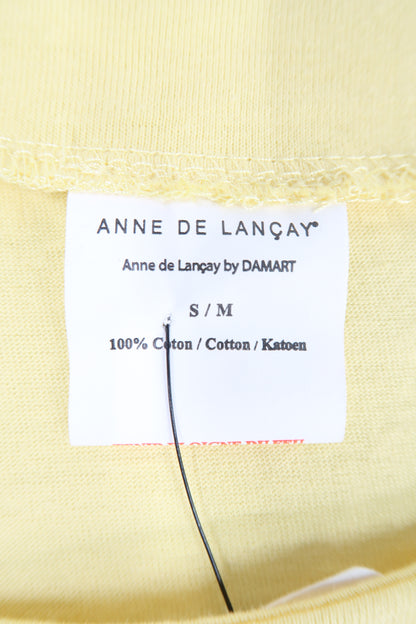 ANNE DE LANÇAY®
Anne de Lançay by DAMART
S / M
100% Coton / Cotton / Katoen